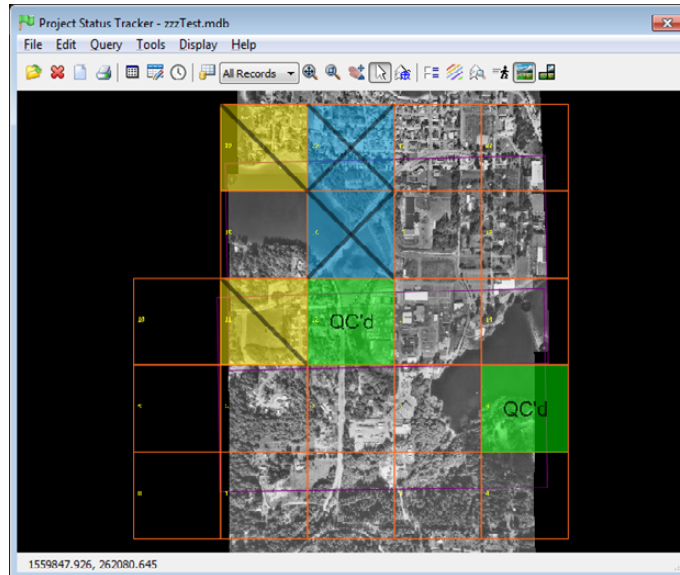 Project Status Tracker - zzzTest.mdb
File Edit Query Tools Display Help
All Records
QC'd
QC'd
1559847.926, 262080.645